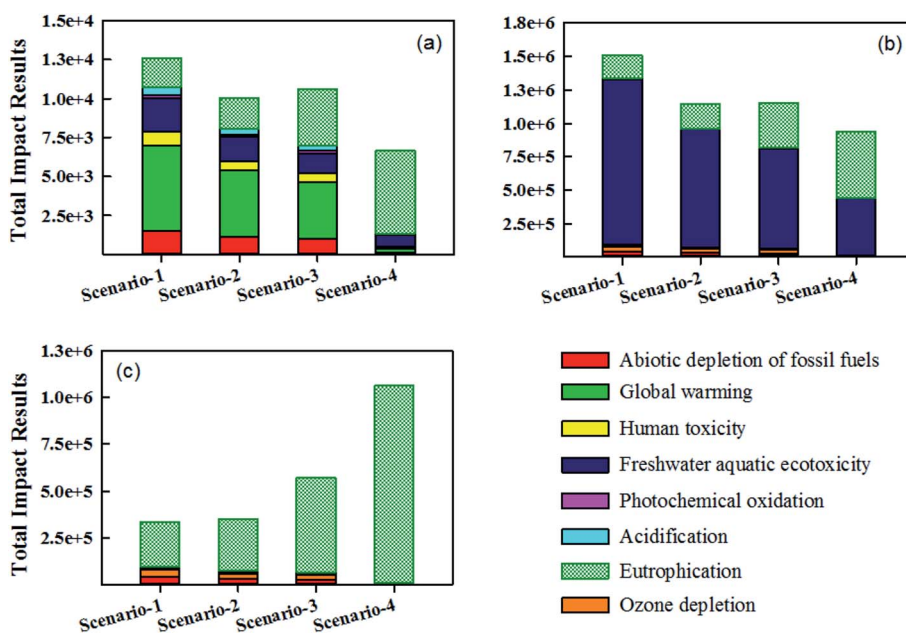 Total Impact Results
1.5e+4
1.3e+4
1.0e+4
7.5e+3
5.0e+3
2.5e+3
(a)
Scenario-1
Scenario-2
Scenario-3
Scenario-4
Total Impact Results
1.8e+6
1.5e+6
1.3e+6
1.0e+6
7.5e+5
5.0e+5
2.5e+5
(b)
Scenario-1
Scenario-2
Scenario-3
Scenario-4
Total Impact Results
1.3e+6
1.0e+6
7.5e+5
5.0e+5
2.5e+5
(c)
Scenario-1
Scenario-2
Scenario-3
Scenario-4
Abiotic depletion of fossil fuels
Global warming
Human toxicity
Freshwater aquatic ecotoxicity
Photochemical oxidation
Acidification
Eutrophication
Ozone depletion